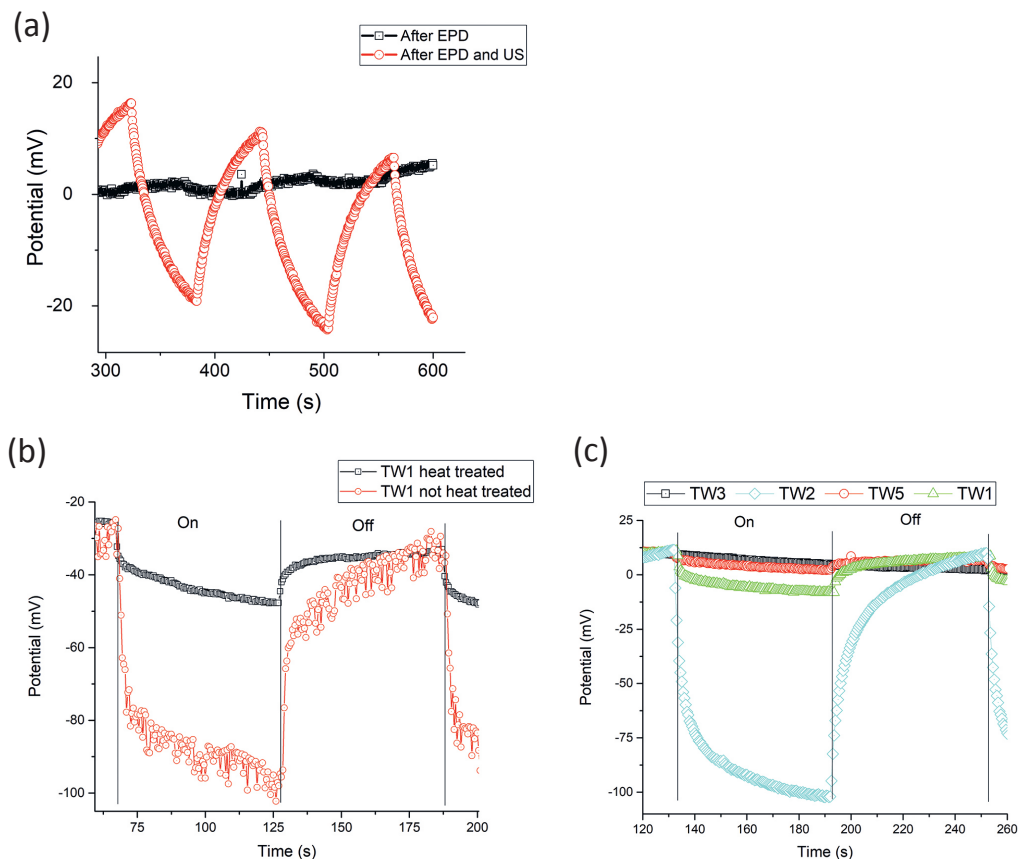 (a)
After EPD
After EPD and US
20
0
-20
Potential (mV)
300 400 500 600
Time (s)
(b)
TW1 heat treated
TW1 not heat treated
-20
-40
-60
-80
-100
Potential (mV)
On Off
75 100 125 150 175 200
Time (s)
(c)
TW3 TW2 TW5 TW1
25
0
-25
-50
-75
-100
Potential (mV)
On Off
120 140 160 180 200 220 240 260
Time (s)